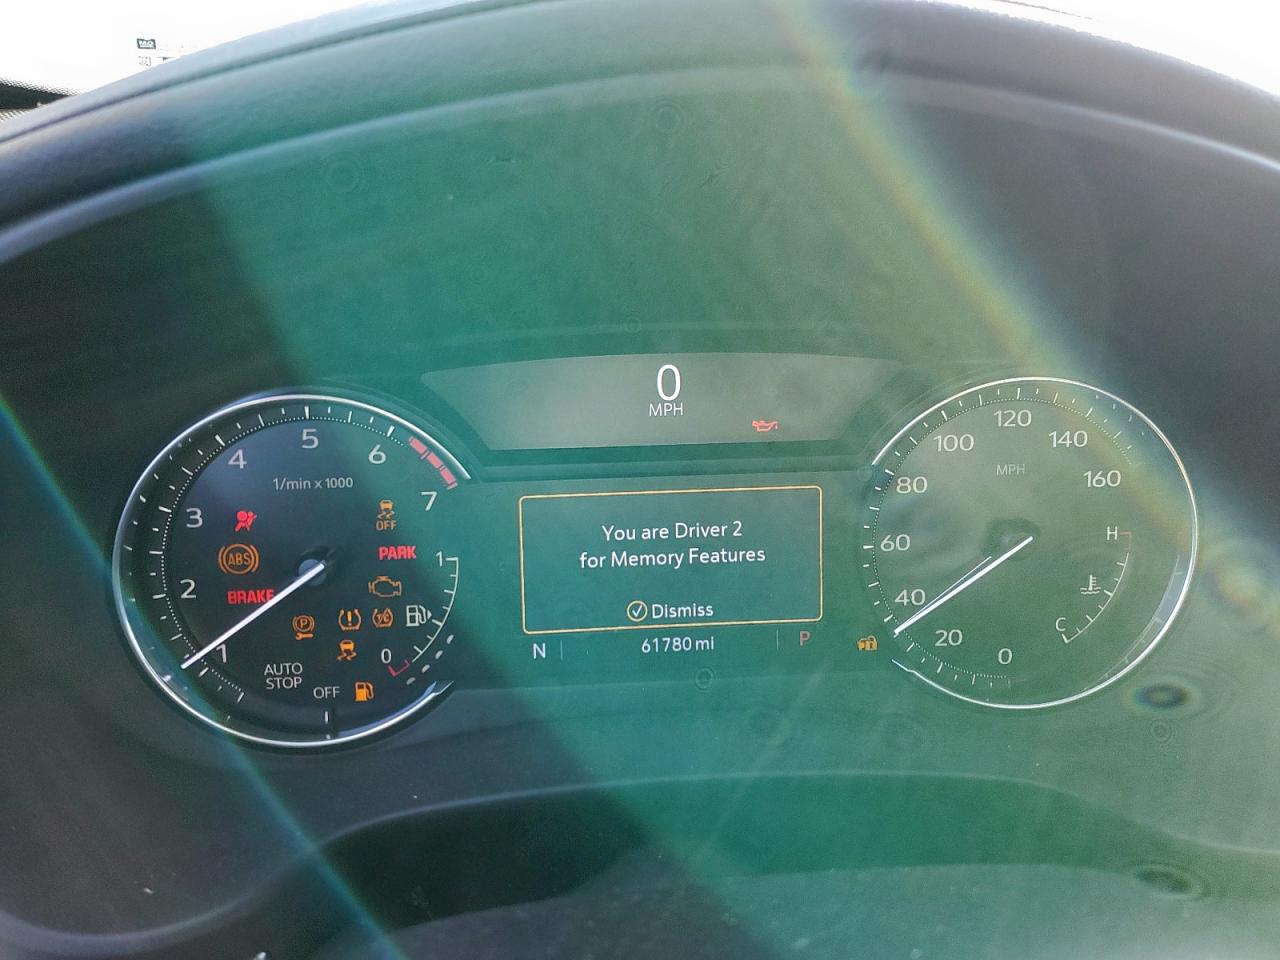 0
MPH
5
4
6
1/min x 1000
3
7
OFF
ABS
PARK
2
BRAKE
1
P
1
AUTO
STOP
0
OFF
You are Driver 2
for Memory Features
Dismiss
N
61780 mi
P
120
100
140
MPH
80
160
60
H
40
C
20
0